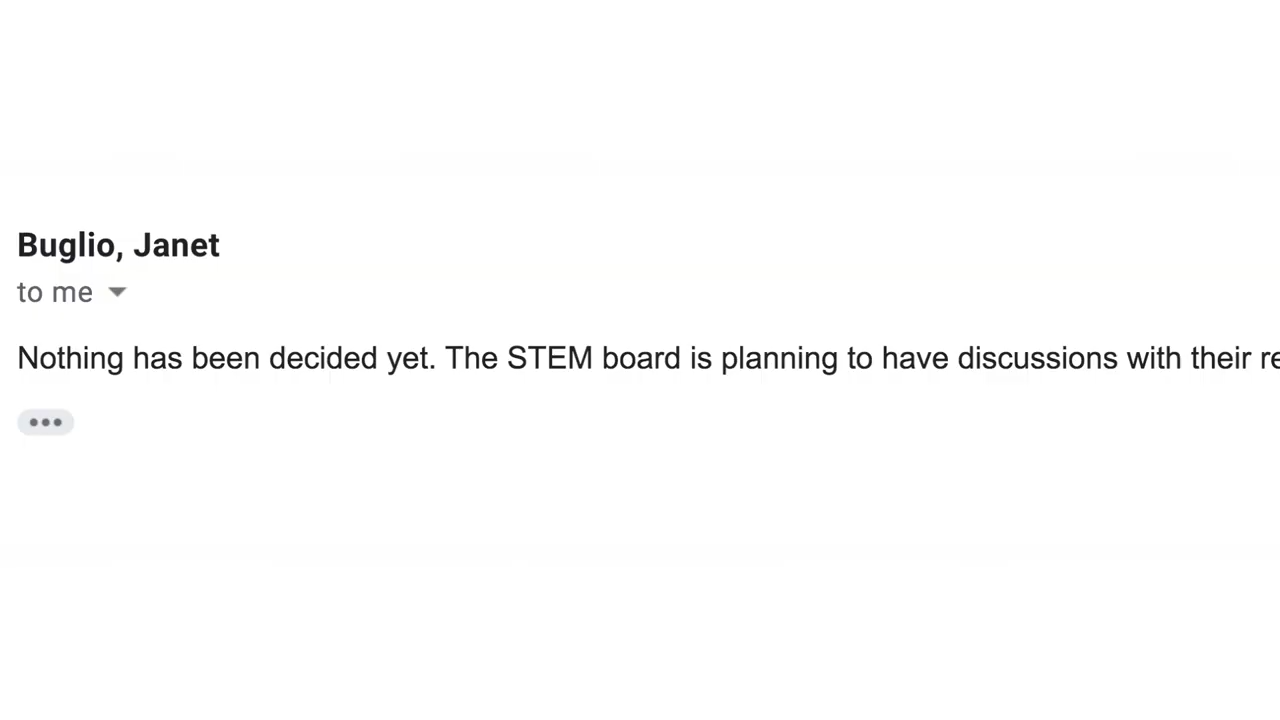 Buglio, Janet
to me
Nothing has been decided yet. The STEM board is planning to have discussions with their